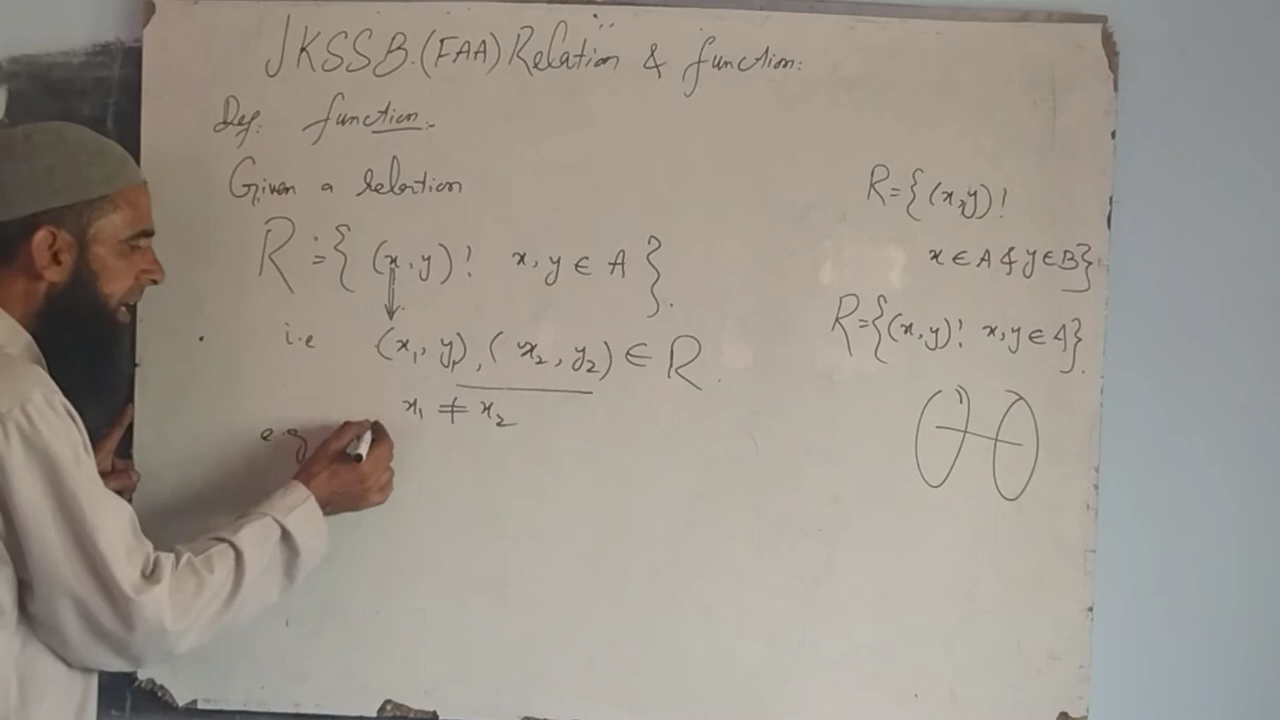 JKSSB.(FAA) Relation & function:
Def: function:
Given a relation
R := { (x, y) ! x, y ∈ A }.
i.e (x₁, y₁), (x₂, y₂) ∈ R.
x₁ ≠ x₂
e.g
R = { (x, y) !
x ∈ A & y ∈ B }.
R = { (x, y) ! x, y ∈ A }.